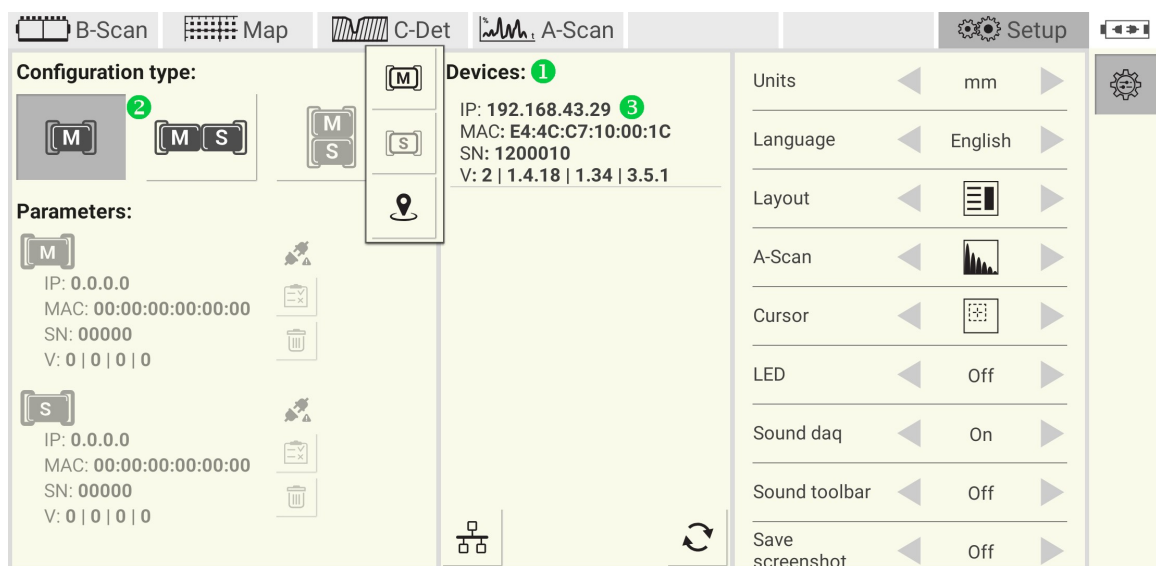 B-Scan
Map
C-Det
A-Scan
Setup
Configuration type:
2
M
M S
M
S
M
S
Devices: 1
IP: 192.168.43.29 3
MAC: E4:4C:C7:10:00:1C
SN: 1200010
V: 2 | 1.4.18 | 1.34 | 3.5.1
Parameters:
M
IP: 0.0.0.0
MAC: 00:00:00:00:00:00
SN: 00000
V: 0 | 0 | 0 | 0
S
IP: 0.0.0.0
MAC: 00:00:00:00:00:00
SN: 00000
V: 0 | 0 | 0 | 0
Units mm
Language English
Layout
A-Scan
Cursor
LED Off
Sound daq On
Sound toolbar Off
Save
screenshot Off